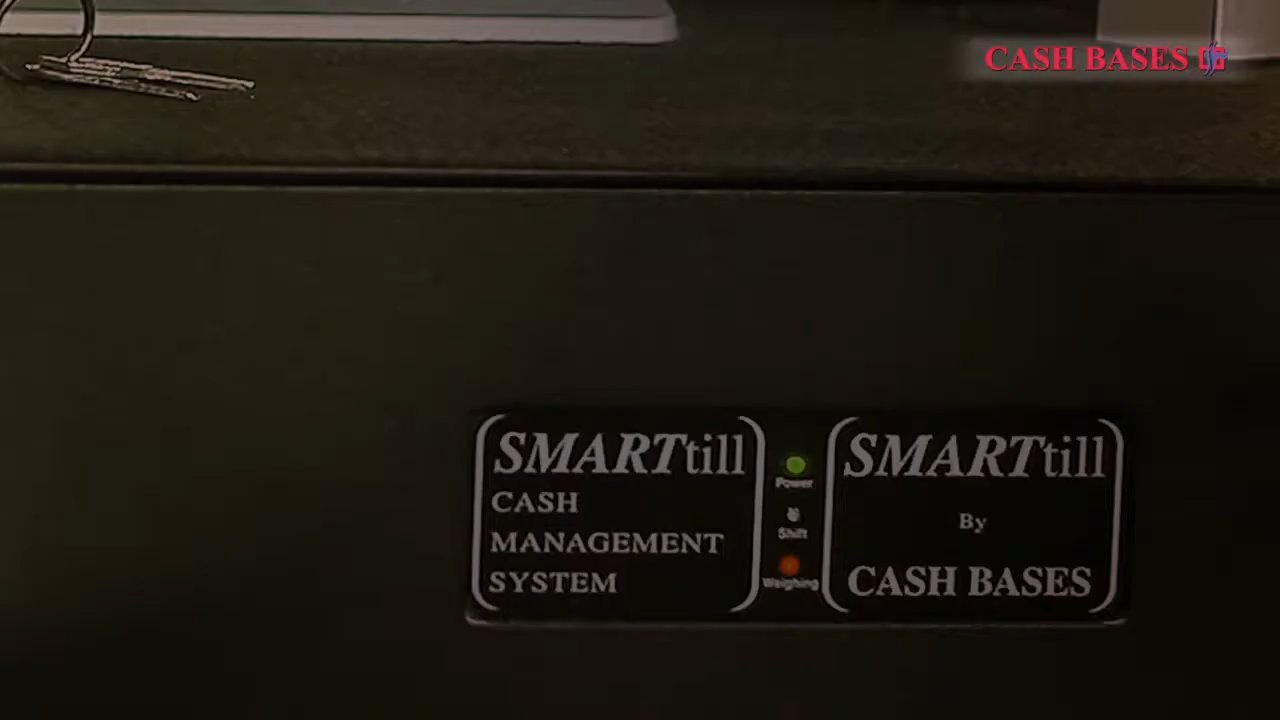 CASH BASES
SMARTtill
CASH
MANAGEMENT
SYSTEM
Power
Shift
Weighing
SMARTtill
By
CASH BASES